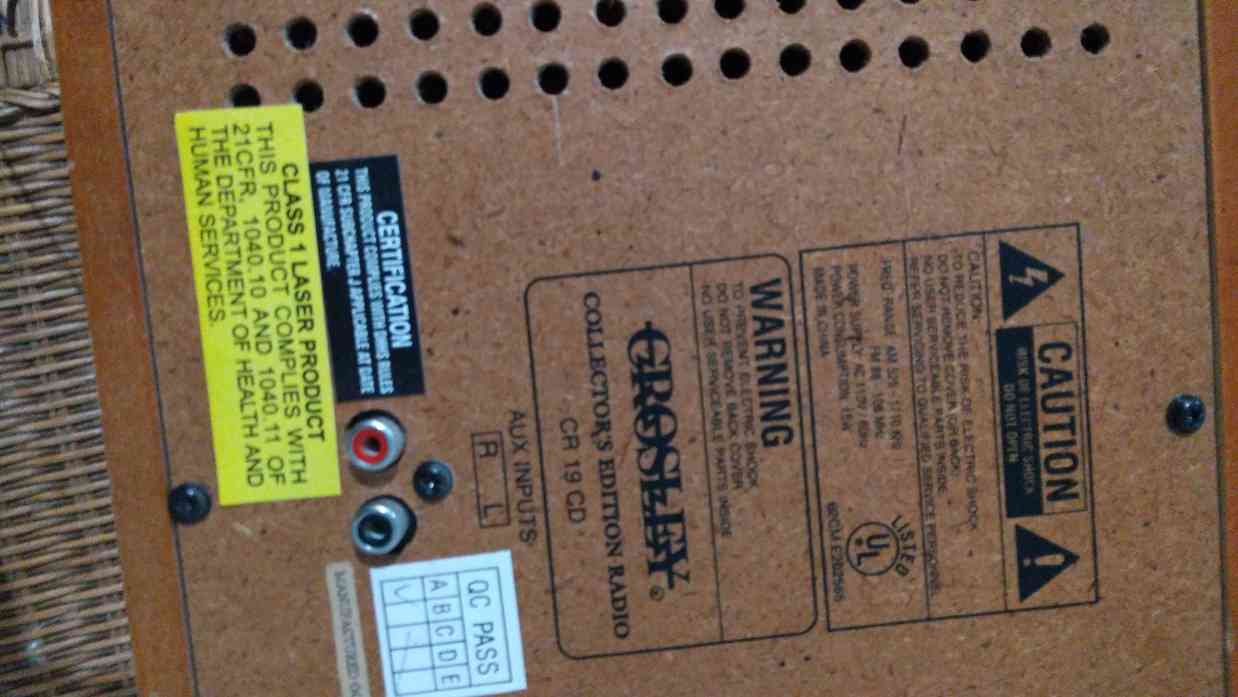 CAUTION
RISK OF ELECTRIC SHOCK
DO NOT OPEN
"CAUTION:
TO REDUCE THE RISK OF ELECTRIC SHOCK
DO NOT REMOVE COVER OR BACK
NO USER SERVICEABLE PARTS INSIDE
REFER SERVICING TO QUALIFIED SERVICE PERSONNEL
FREQ. RANGE AM 525 - 1710 KHz
FM 88 - 108 MHz
POWER SUPPLY AC 110V 60Hz
POWER CONSUMPTION
MADE IN CHINA
LISTED
UL
WARNING
TO PREVENT ELECTRIC SHOCK
DO NOT REMOVE BACK COVER
NO USER SERVICEABLE PARTS INSIDE
CROSLEY®
COLLECTOR'S EDITION RADIO
CR 19 CD
AUX INPUTS
R L
CERTIFICATION
THIS PRODUCT COMPLIES WITH DHHS RULES
21 CFR SUBCHAPTER J APPLICABLE AT DATE
OF MANUFACTURE
CLASS 1 LASER PRODUCT
THIS PRODUCT COMPLIES WITH
21CFR, 1040.10 AND 1040.11 OF
THE DEPARTMENT OF HEALTH AND
HUMAN SERVICES.
QC PASS
A B C D E
MANUFACTURED